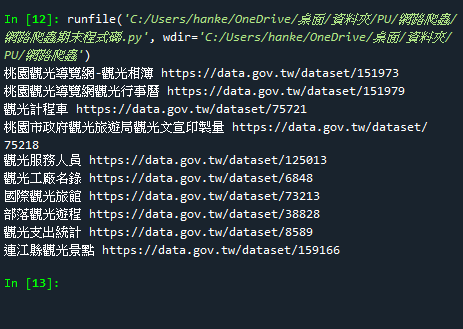 In [12]: runfile('C:/Users/hanke/OneDrive/桌面/資料夾/PU/網路爬蟲/
網路爬蟲期末程式碼.py', wdir='C:/Users/hanke/OneDrive/桌面/資料夾/
PU/網路爬蟲')
桃園觀光導覽網-觀光相簿 https://data.gov.tw/dataset/151973
桃園觀光導覽網觀光行事曆 https://data.gov.tw/dataset/151979
觀光計程車 https://data.gov.tw/dataset/75721
桃園市政府觀光旅遊局觀光文宣印製量 https://data.gov.tw/dataset/
75218
觀光服務人員 https://data.gov.tw/dataset/125013
觀光工廠名錄 https://data.gov.tw/dataset/6848
國際觀光旅館 https://data.gov.tw/dataset/73213
部落觀光遊程 https://data.gov.tw/dataset/38828
觀光支出統計 https://data.gov.tw/dataset/8589
連江縣觀光景點 https://data.gov.tw/dataset/159166
In [13]: